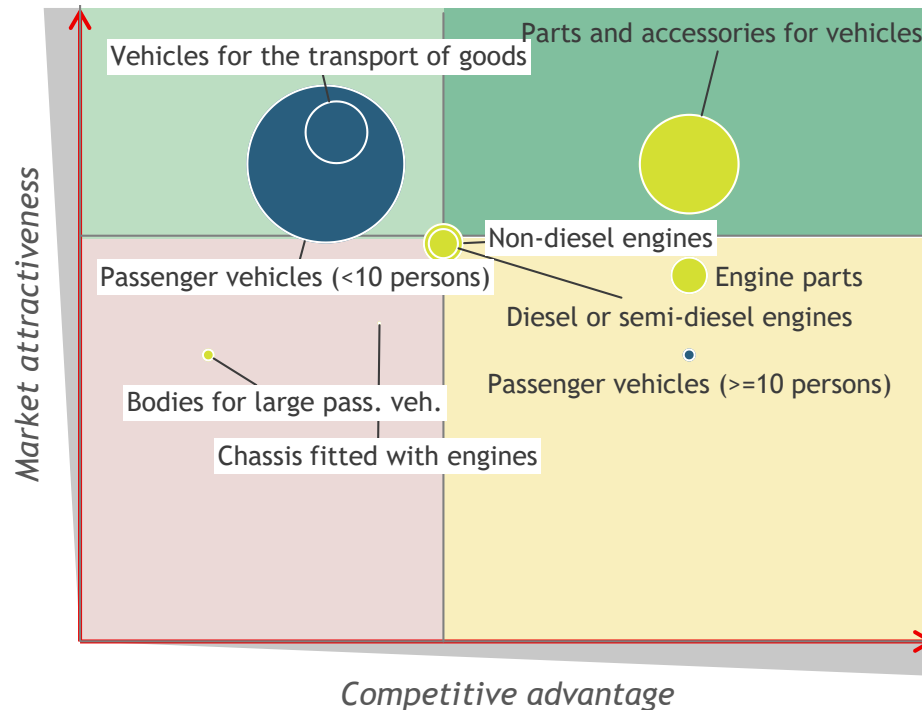 Parts and accessories for vehicles
Vehicles for the transport of goods
Market attractiveness
Non-diesel engines
Passenger vehicles (<10 persons)
Engine parts
Diesel or semi-diesel engines
Passenger vehicles (>=10 persons)
Bodies for large pass. veh.
Chassis fitted with engines
Competitive advantage